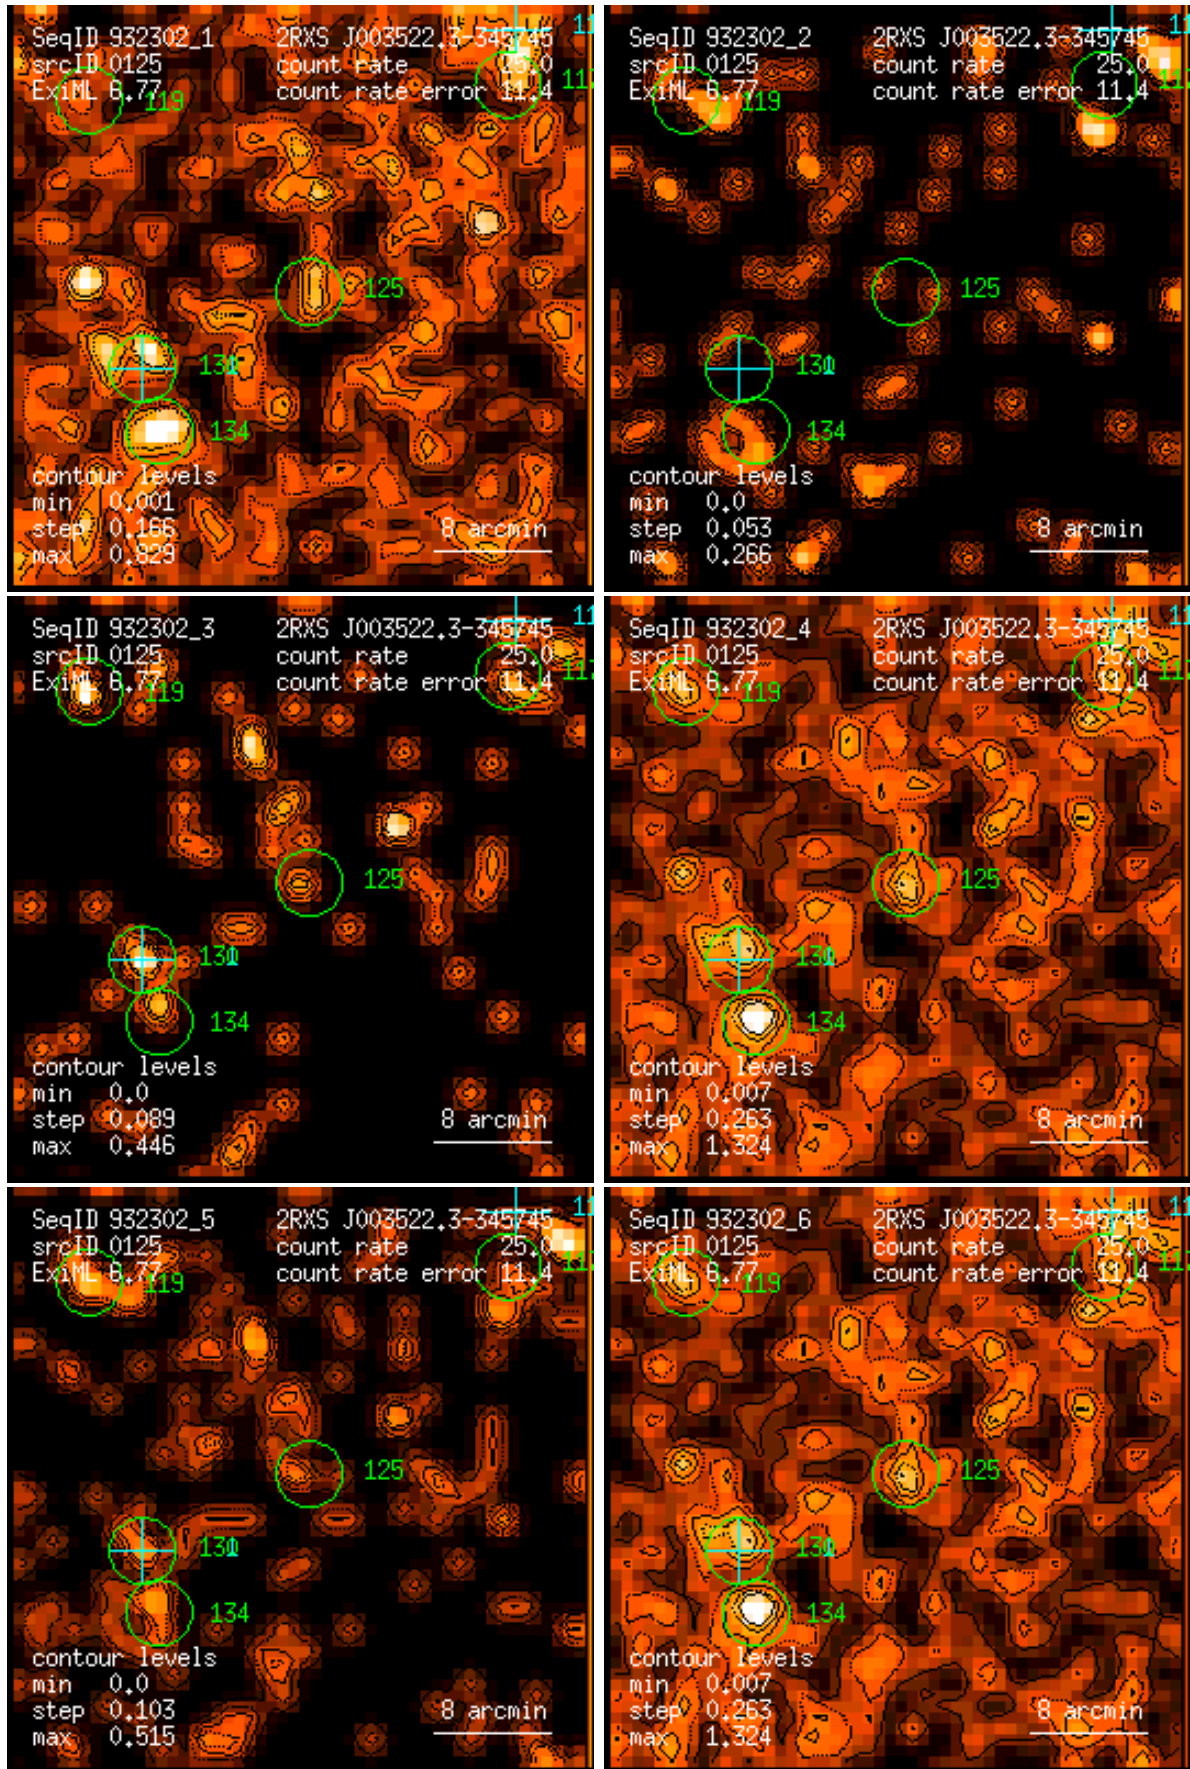 SeqID 932302_1 2RXS J003522.3-345745
srcID 0125 count rate 25.0
ExiML 6.77 count rate error 11.4
119
125
130
134
contour levels
min 0.001
step 0.166
max 0.829
8 arcmin
SeqID 932302_2 2RXS J003522.3-345745
srcID 0125 count rate 25.0
ExiML 6.77 count rate error 11.4
119
125
130
134
contour levels
min 0.0
step 0.053
max 0.266
8 arcmin
SeqID 932302_3 2RXS J003522.3-345745
srcID 0125 count rate 25.0
ExiML 6.77 count rate error 11.4
119
125
130
134
contour levels
min 0.0
step 0.089
max 0.446
8 arcmin
SeqID 932302_4 2RXS J003522.3-345745
srcID 0125 count rate 25.0
ExiML 6.77 count rate error 11.4
119
125
130
134
contour levels
min 0.007
step 0.263
max 1.324
8 arcmin
SeqID 932302_5 2RXS J003522.3-345745
srcID 0125 count rate 25.0
ExiML 6.77 count rate error 11.4
119
125
130
134
contour levels
min 0.0
step 0.103
max 0.515
8 arcmin
SeqID 932302_6 2RXS J003522.3-345745
srcID 0125 count rate 25.0
ExiML 6.77 count rate error 11.4
119
125
130
134
contour levels
min 0.007
step 0.263
max 1.324
8 arcmin